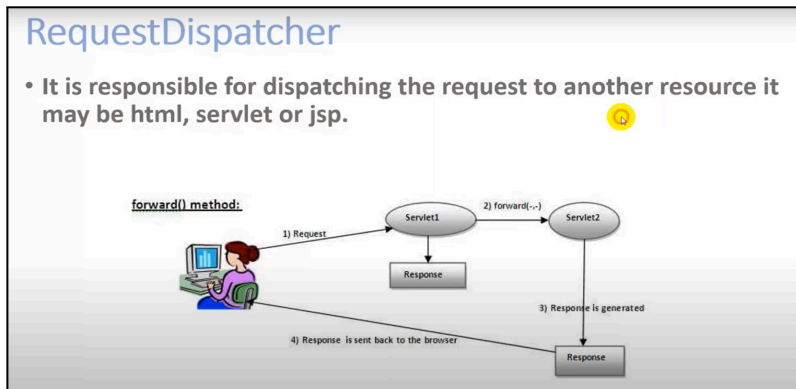 RequestDispatcher
• It is responsible for dispatching the request to another resource it
may be html, servlet or jsp.
forward() method:
1) Request
Servlet1
2) forward(-,-)
Servlet2
Response
3) Response is generated
4) Response is sent back to the browser
Response